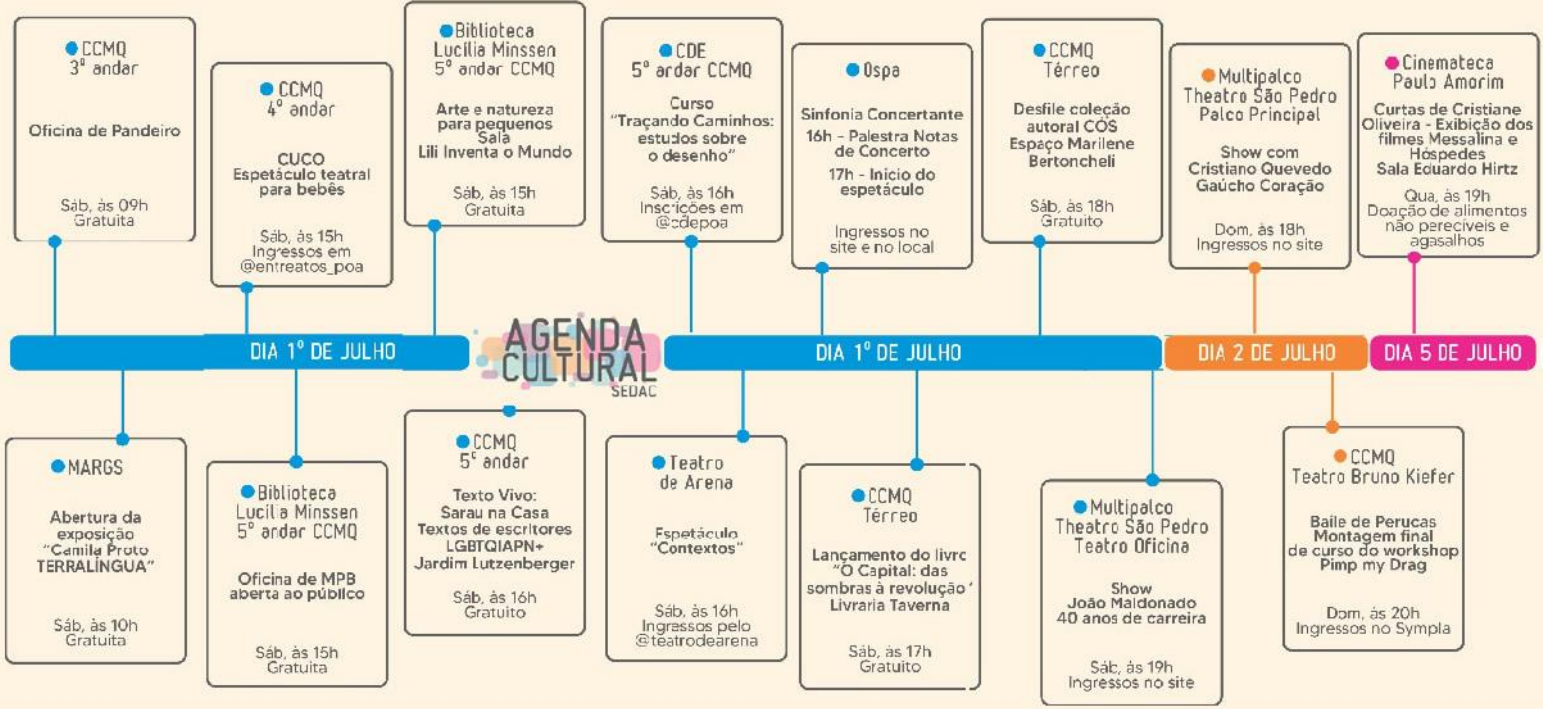 CCMQ
3º andar
Oficina de Pandeiro
Sáb, às 09h
Gratuita
CCMQ
4º andar
CUCO
Espetáculo teatral
para bebês
Sáb, às 15h
Ingressos em
@entreatos_poa
Biblioteca
Lucília Minssen
5º andar CCMQ
Arte e natureza
para pequenos
Sala
Lili Inventa o Mundo
Sáb, às 15h
Gratuita
CDE
5º andar CCMQ
Curso
"Traçando Caminhos:
estudos sobre
o desenho"
Sáb, às 16h
Inscrições em
@cdepoa
Ospa
Sinfonia Concertante
16h - Palestra Notas
de Concerto
17h - Início do
espetáculo
Ingressos no
site e no local
CCMQ
Térreo
Desfile coleção
autoral CÓS
Espaço Marilene
Bertoncheli
Sáb, às 18h
Gratuito
Multipalco
Theatro São Pedro
Palco Principal
Show com
Cristiano Quevedo
Gaúcho Coração
Dom, às 18h
Ingressos no site
Cinemateca
Paulo Amorim
Curtas de Cristiane
Oliveira - Exibição dos
filmes Messalina e
Hóspedes
Sala Eduardo Hirtz
Qua, às 19h
Doação de alimentos
não perecíveis e
agasalhos
DIA 1º DE JULHO
AGENDA
CULTURAL
SEDAC
DIA 1º DE JULHO
DIA 2 DE JULHO
DIA 5 DE JULHO
MARGS
Abertura da
exposição
"Camila Proto
TERRALÍNGUA"
Sáb, às 10h
Gratuita
Biblioteca
Lucília Minssen
5º andar CCMQ
Oficina de MPB
aberta ao público
Sáb, às 15h
Gratuita
CCMQ
5º andar
Texto Vivo:
Sarau na Casa
Textos de escritores
LGBTQIAPN+
Jardim Lutzenberger
Sáb, às 16h
Gratuito
Teatro
de Arena
Espetáculo
"Contextos"
Sáb, às 16h
Ingressos pelo
@teatrodearena
CCMQ
Térreo
Lançamento do livro
"O Capital: das
sombras à revolução"
Livraria Taverna
Sáb, às 17h
Gratuito
Multipalco
Theatro São Pedro
Teatro Oficina
Show
João Maldonado
40 anos de carreira
Sáb, às 19h
Ingressos no site
CCMQ
Teatro Bruno Kiefer
Baile de Perucas
Montagem final
de curso do workshop
Pimp my Drag
Dom, às 20h
Ingressos no Sympla